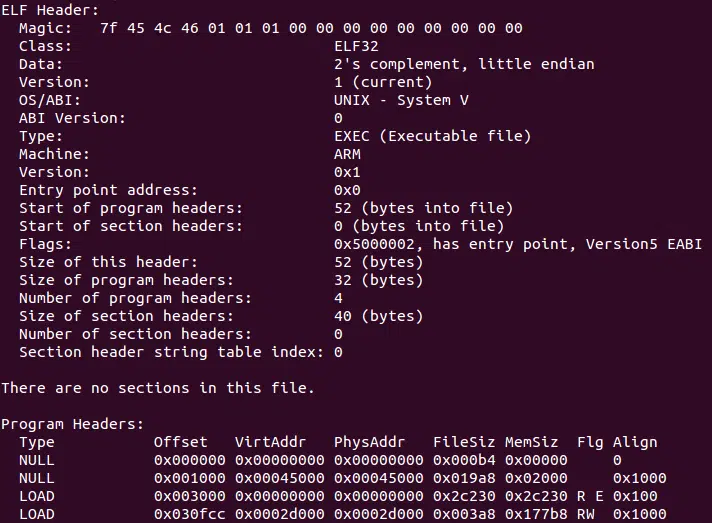 ELF Header:
  Magic:   7f 45 4c 46 01 01 01 00 00 00 00 00 00 00 00 00
  Class:                             ELF32
  Data:                              2's complement, little endian
  Version:                           1 (current)
  OS/ABI:                            UNIX - System V
  ABI Version:                       0
  Type:                              EXEC (Executable file)
  Machine:                           ARM
  Version:                           0x1
  Entry point address:               0x0
  Start of program headers:          52 (bytes into file)
  Start of section headers:          0 (bytes into file)
  Flags:                             0x5000002, has entry point, Version5 EABI
  Size of this header:               52 (bytes)
  Size of program headers:           32 (bytes)
  Number of program headers:         4
  Size of section headers:           40 (bytes)
  Number of section headers:         0
  Section header string table index: 0

There are no sections in this file.

Program Headers:
  Type           Offset   VirtAddr   PhysAddr   FileSiz MemSiz  Flg Align
  NULL           0x000000 0x00000000 0x00000000 0x000b4 0x00000     0
  NULL           0x001000 0x00045000 0x00045000 0x019a8 0x02000     0x1000
  LOAD           0x003000 0x00000000 0x00000000 0x2c230 0x2c230 R E 0x100
  LOAD           0x030fcc 0x0002d000 0x0002d000 0x003a8 0x177b8 RW  0x1000